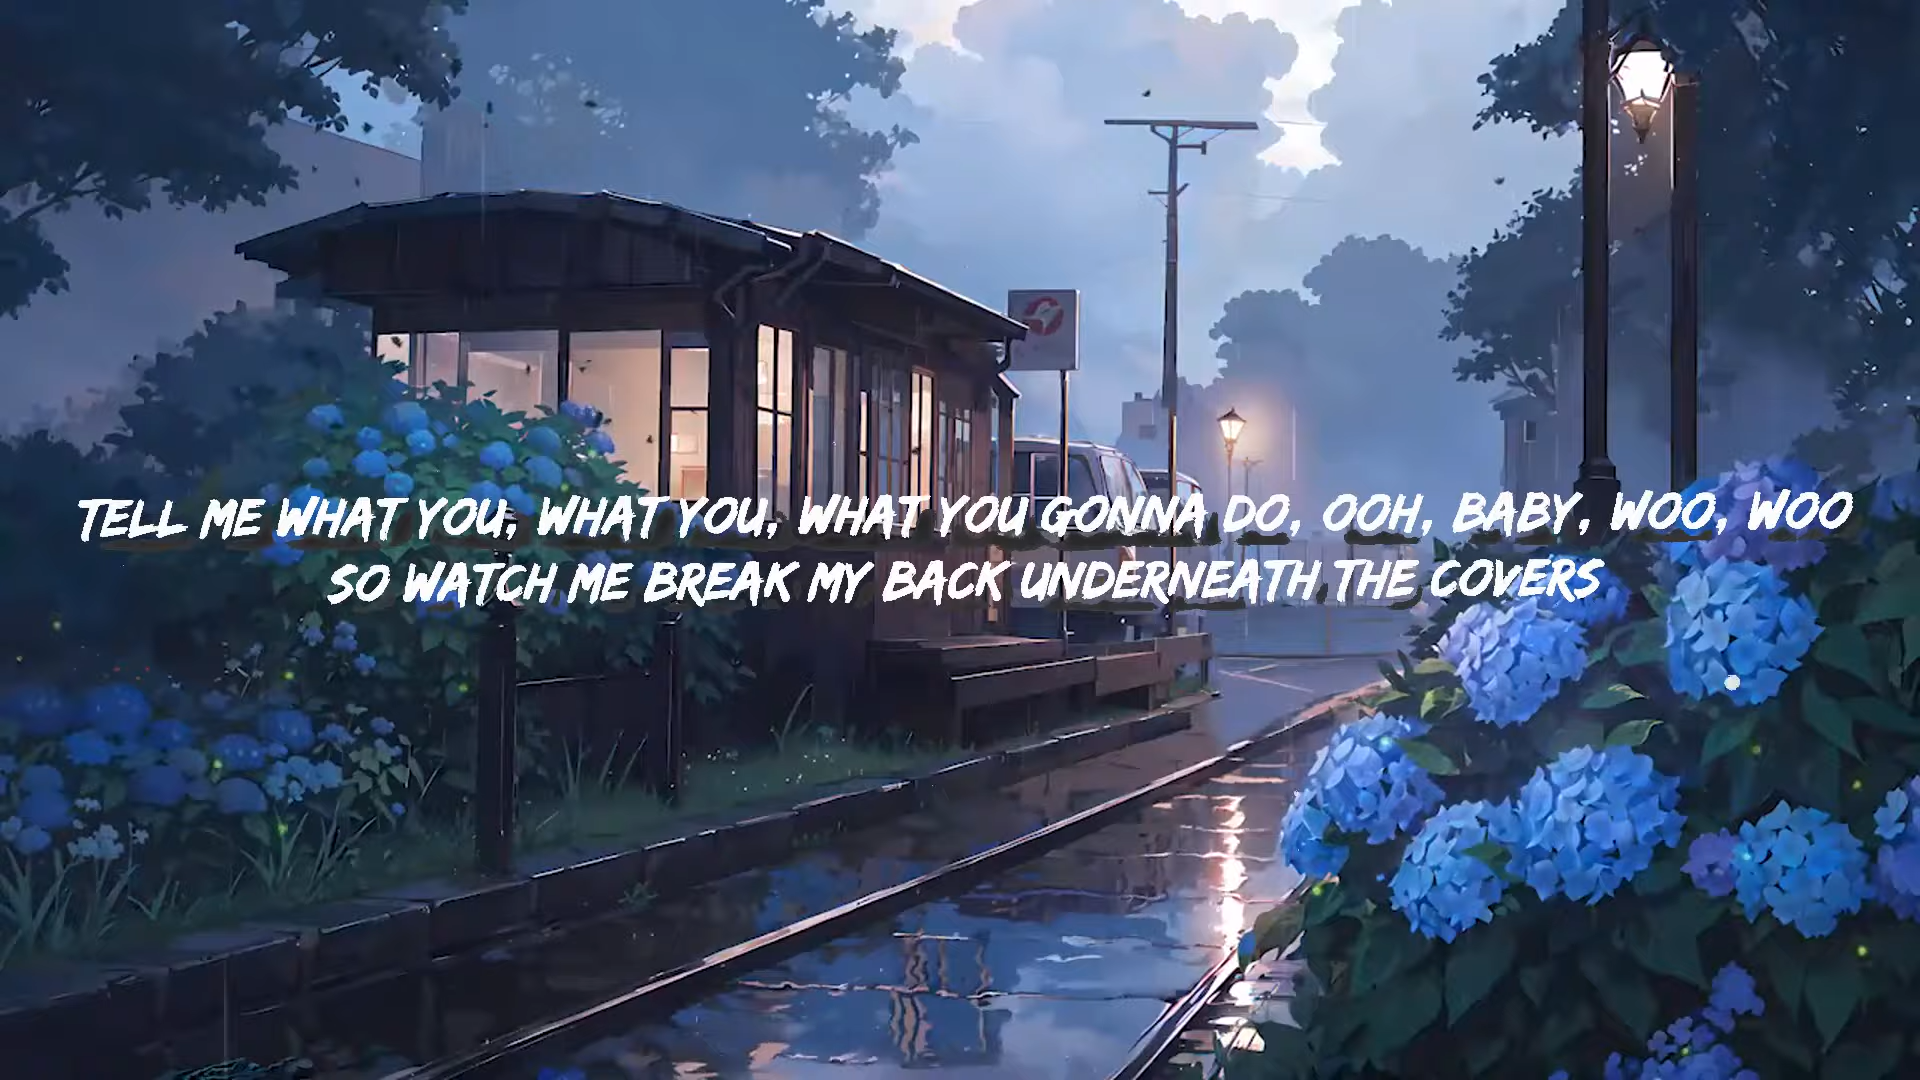 TELL ME WHAT YOU, WHAT YOU, WHAT YOU GONNA DO, OOH, BABY, WOO, WOO
SO WATCH ME BREAK MY BACK UNDERNEATH THE COVERS